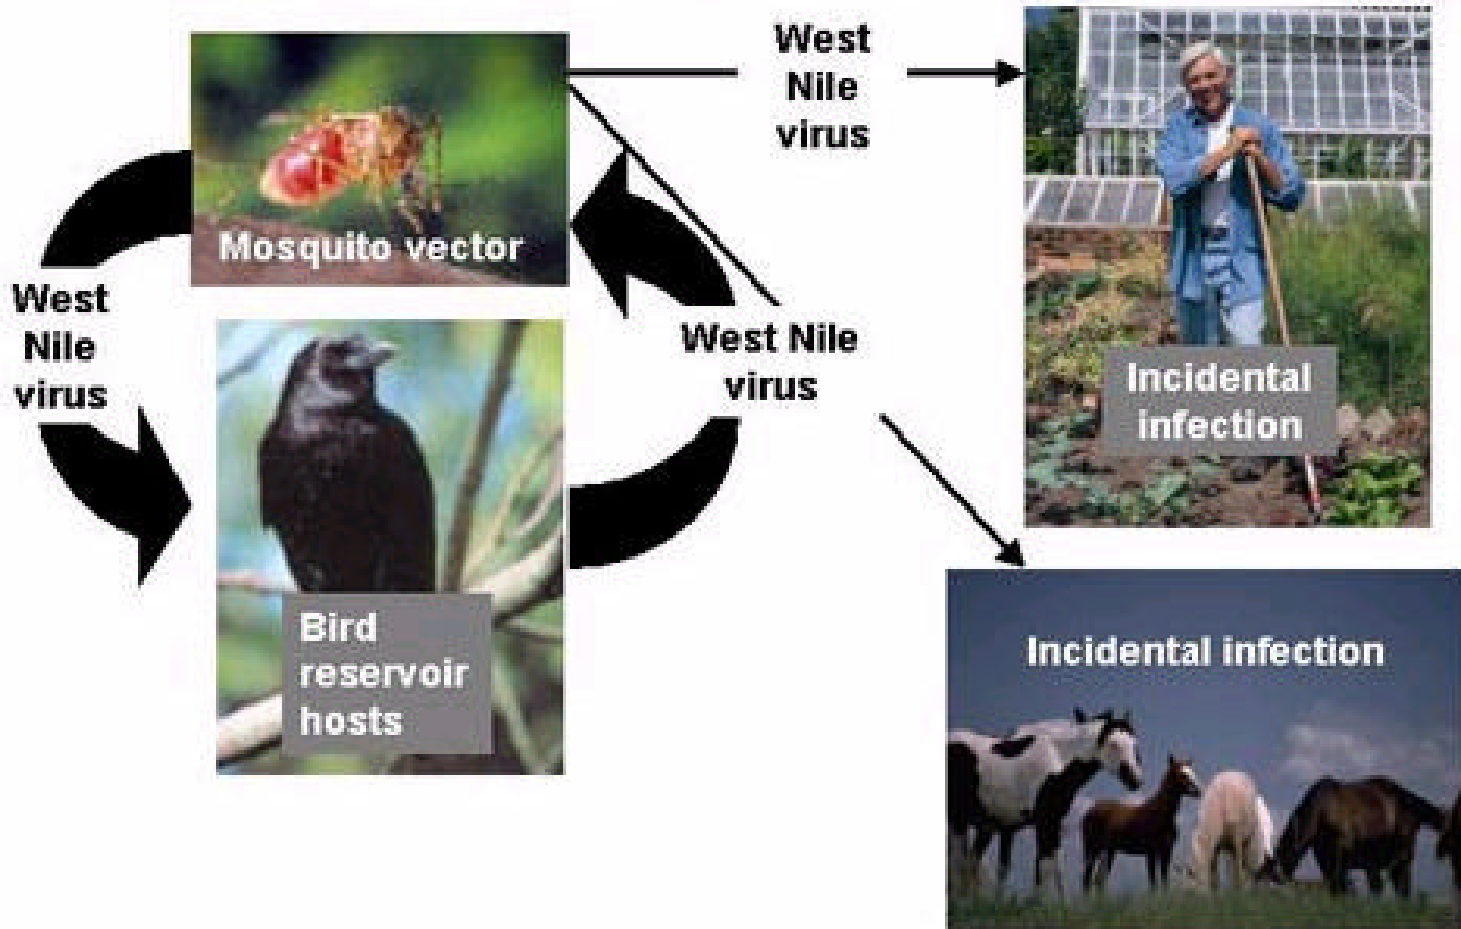 West
Nile
virus
Mosquito vector
West
Nile
virus
West Nile
virus
Incidental
infection
Bird
reservoir
hosts
Incidental infection